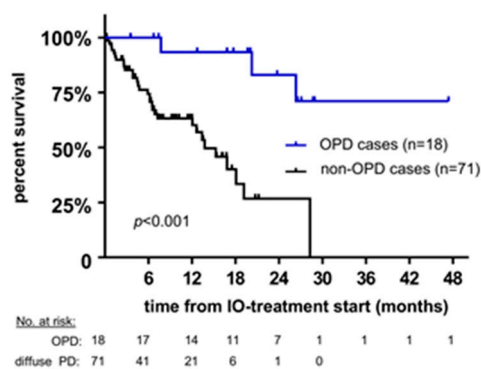 100%
75%
50%
25%
0
percent survival
OPD cases (n=18)
non-OPD cases (n=71)
p<0.001
6 12 18 24 30 36 42 48
time from IO-treatment start (months)
No. at risk:
OPD: 18 17 14 11 7 1 1 1 1
diffuse PD: 71 41 21 6 1 0